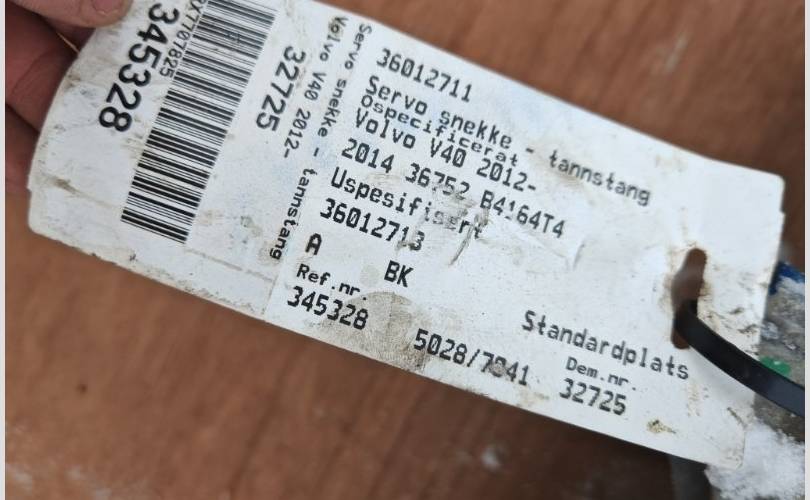 345328
32725
Servo snekke - tannstang
Volvo V40 2012-
36012711
Servo snekke - tannstang
Ospecificerat
Volvo V40 2012-
2014 36752 B4164T4
Uspesifisert
36012713
A BK
Ref.nr.
345328
5028/7341
Standardplats
Dem.nr.
32725